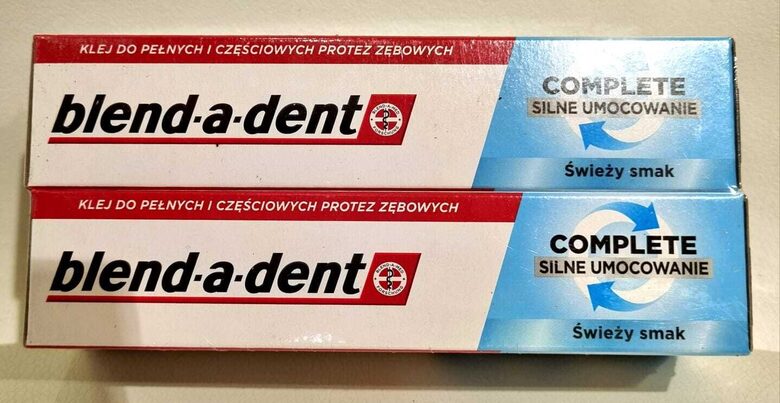 KLEJ DO PEŁNYCH I CZĘŚCIOWYCH PROTEZ ZĘBOWYCH
blend-a-dent
COMPLETE
SILNE UMOCOWANIE
Świeży smak
KLEJ DO PEŁNYCH I CZĘŚCIOWYCH PROTEZ ZĘBOWYCH
blend-a-dent
COMPLETE
SILNE UMOCOWANIE
Świeży smak